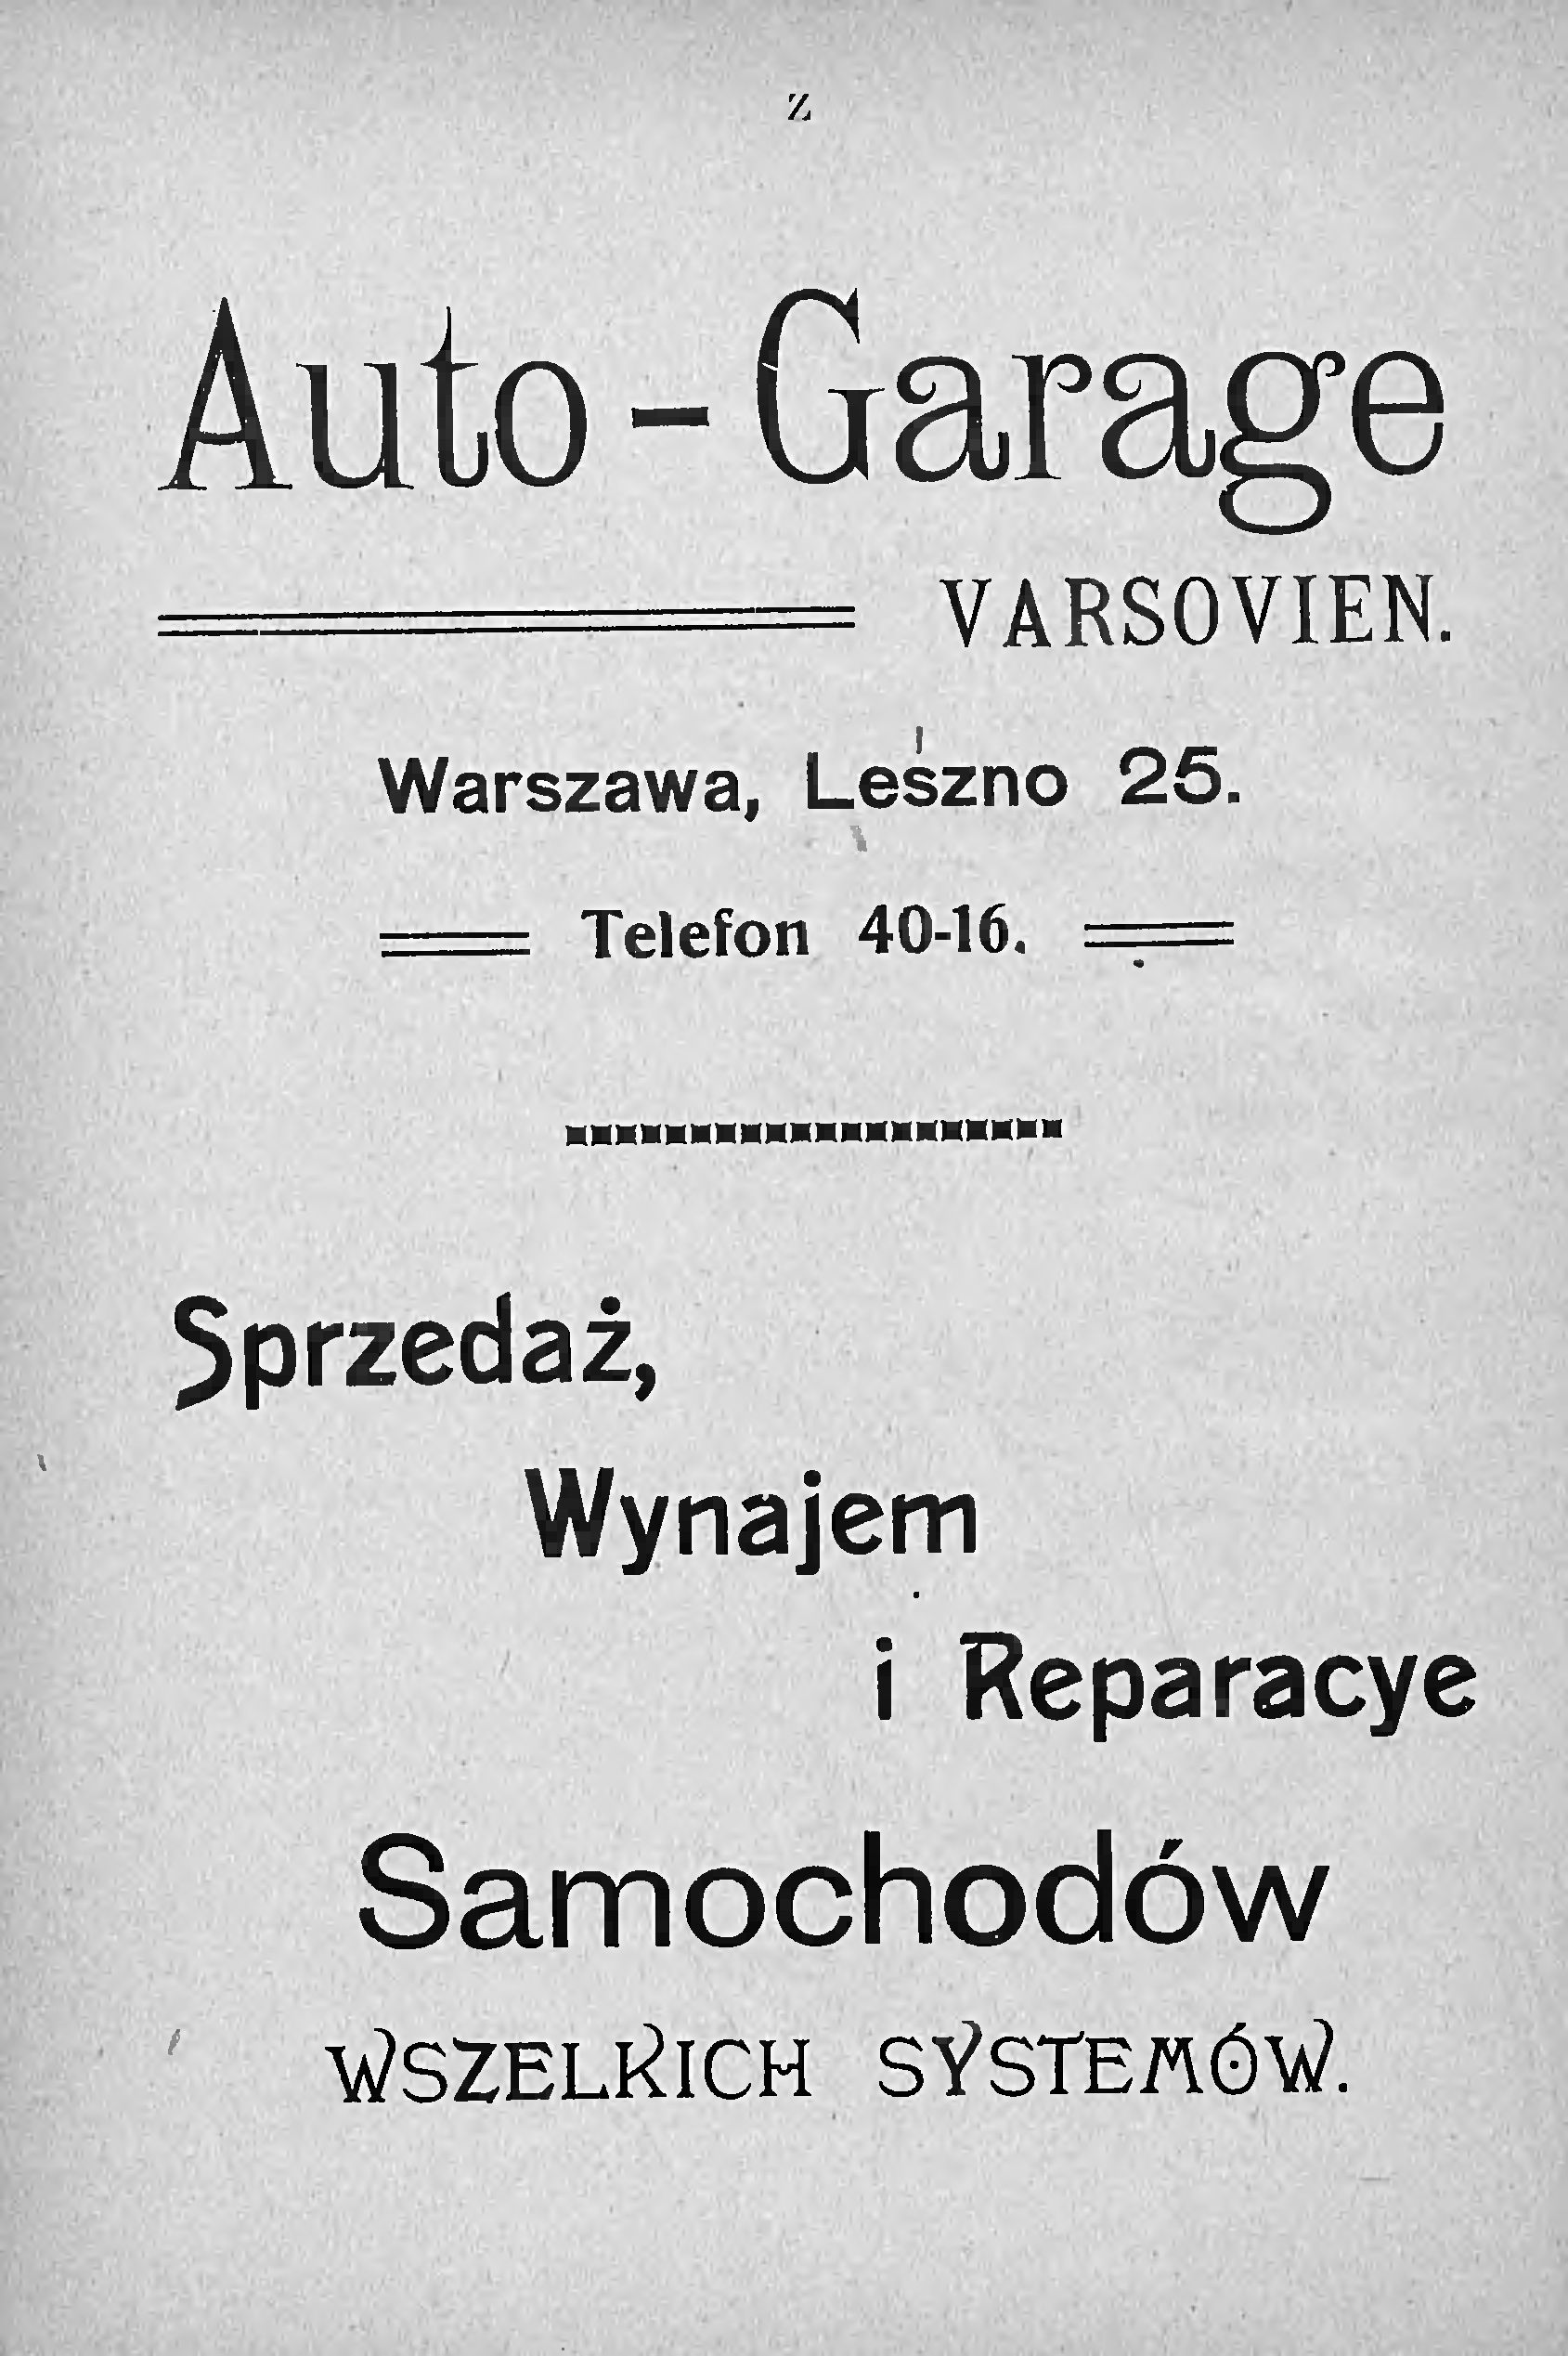 Z
Auto-Garage
VARSOVIEN.
Warszawa, Leszno 25.
Telefon 40-16.
Sprzedaż,
Wynajem
i Reparacye
Samochodów
WSZELKICH SYSTEMÓW.